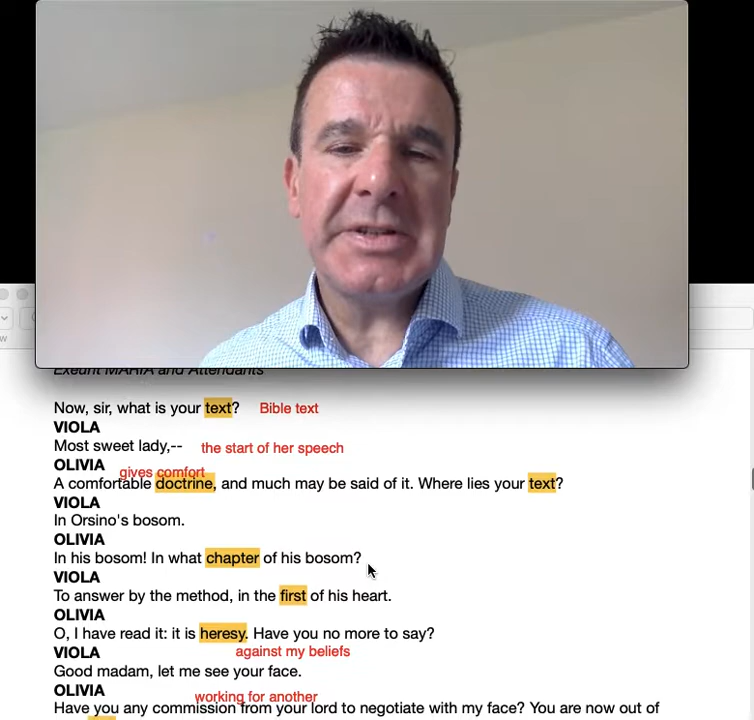 Exeunt MARIA and Attendants
Now, sir, what is your text? Bible text
VIOLA
Most sweet lady,-- the start of her speech
OLIVIA
gives comfort
A comfortable doctrine, and much may be said of it. Where lies your text?
VIOLA
In Orsino's bosom.
OLIVIA
In his bosom! In what chapter of his bosom?
VIOLA
To answer by the method, in the first of his heart.
OLIVIA
O, I have read it: it is heresy. Have you no more to say?
VIOLA against my beliefs
Good madam, let me see your face.
OLIVIA working for another
Have you any commission from your lord to negotiate with my face? You are now out of